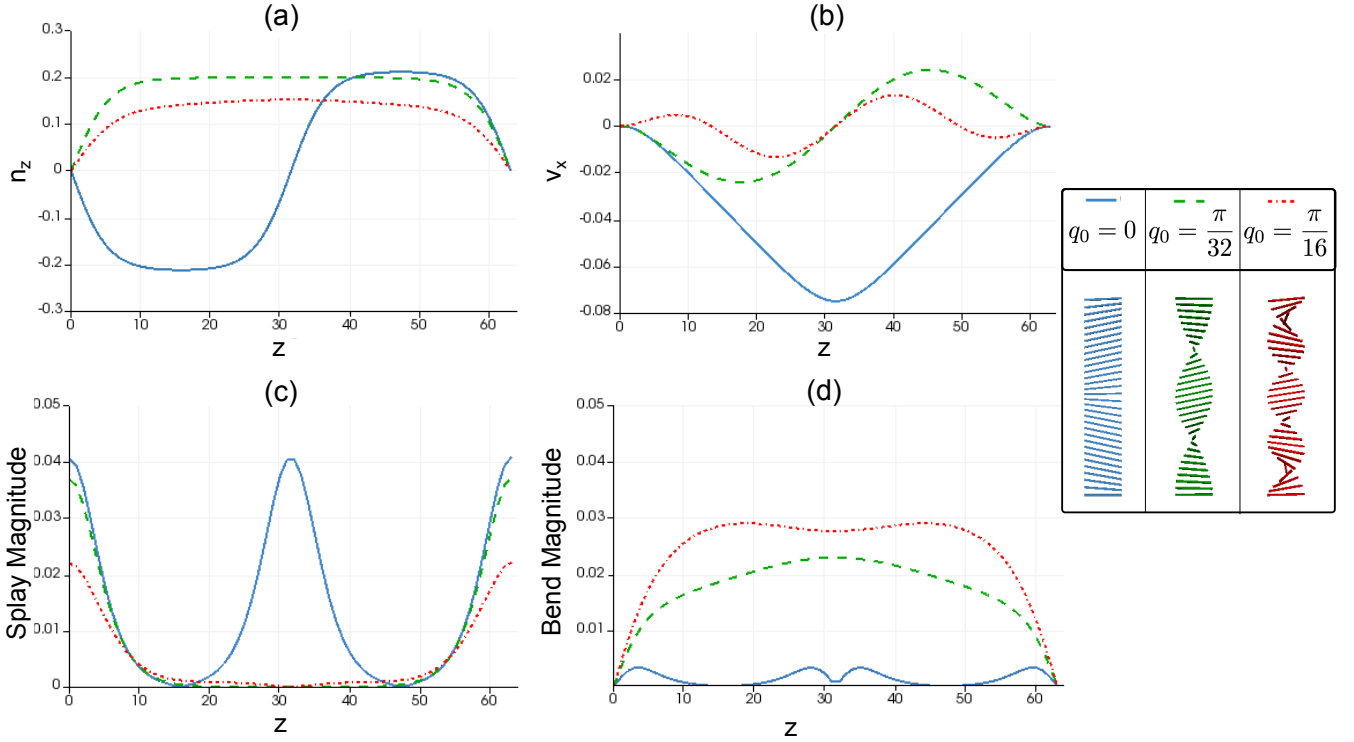 (a)
0.3
0.2
0.1
0
-0.1
-0.2
-0.3
n_z
0 10 20 30 40 50 60
z
(b)
0.02
0
-0.02
-0.04
-0.06
-0.08
v_x
0 10 20 30 40 50 60
z
q_0 = 0
q_0 = π/32
q_0 = π/16
(c)
0.05
0.04
0.03
0.02
0.01
0
Splay Magnitude
0 10 20 30 40 50 60
z
(d)
0.05
0.04
0.03
0.02
0.01
Bend Magnitude
0 10 20 30 40 50 60
z